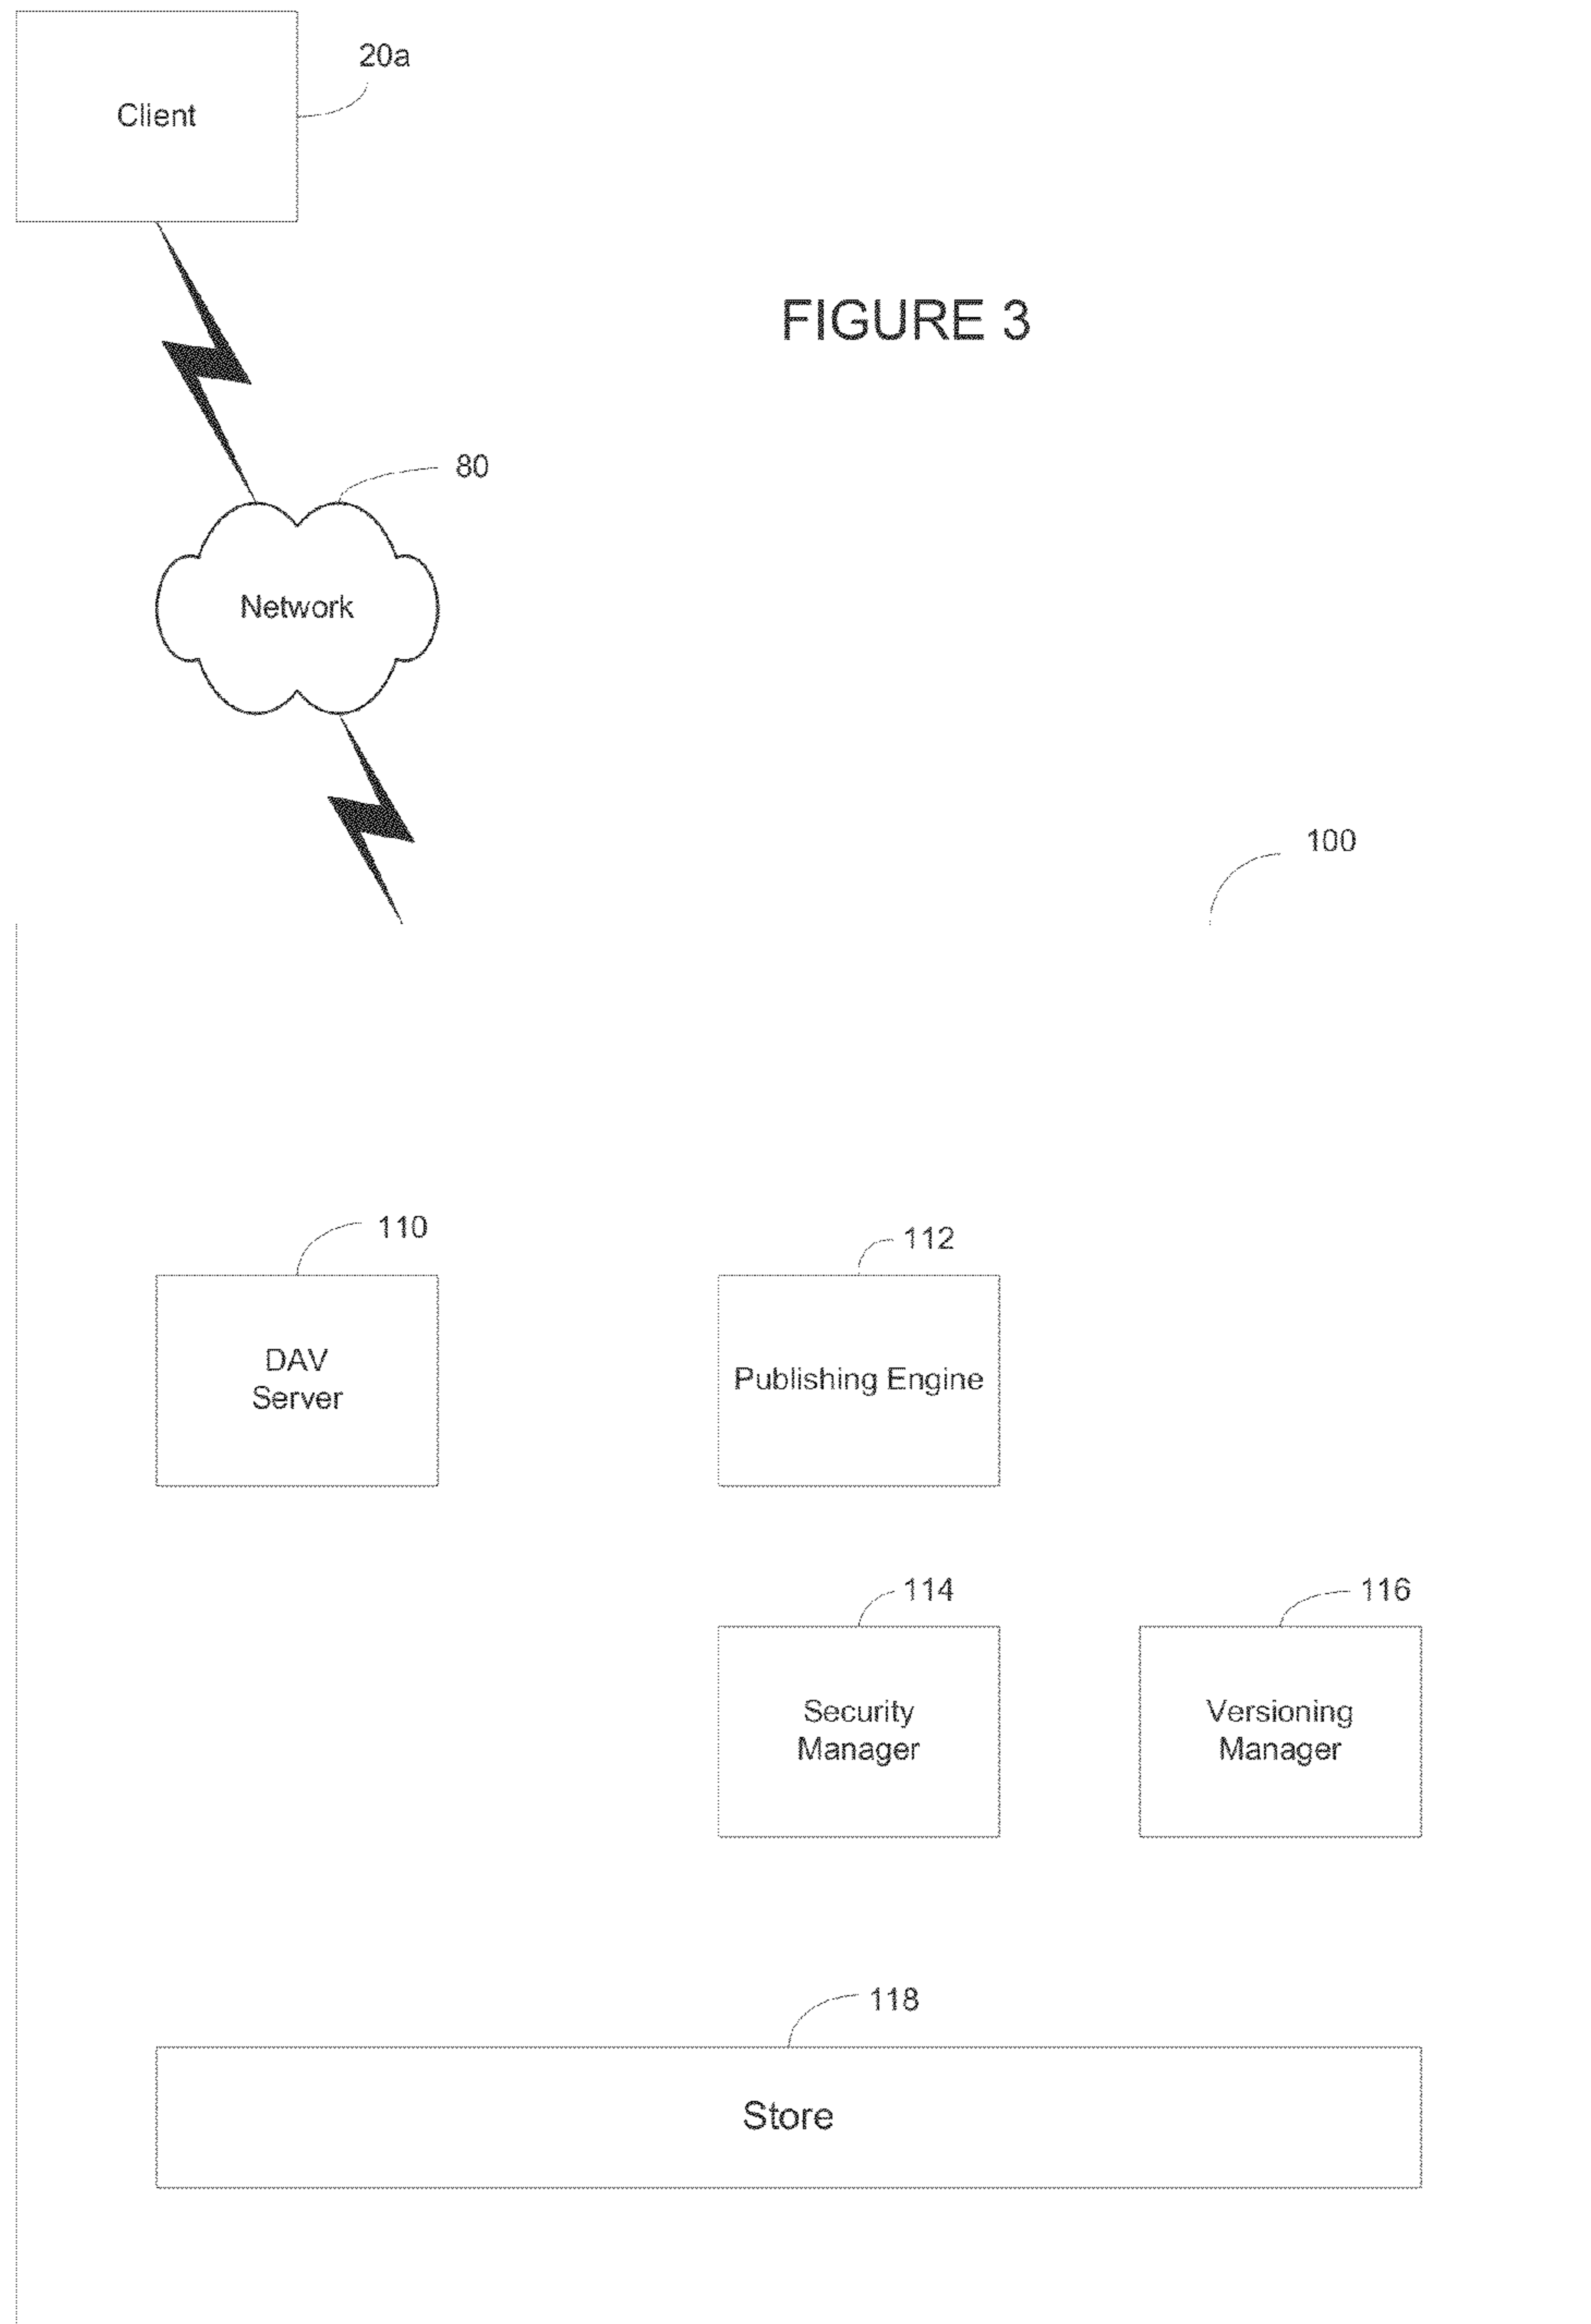 20a
Client
FIGURE 3
80
Network
100
110
112
DAV
Server
Publishing Engine
114
116
Security
Manager
Versioning
Manager
118
Store